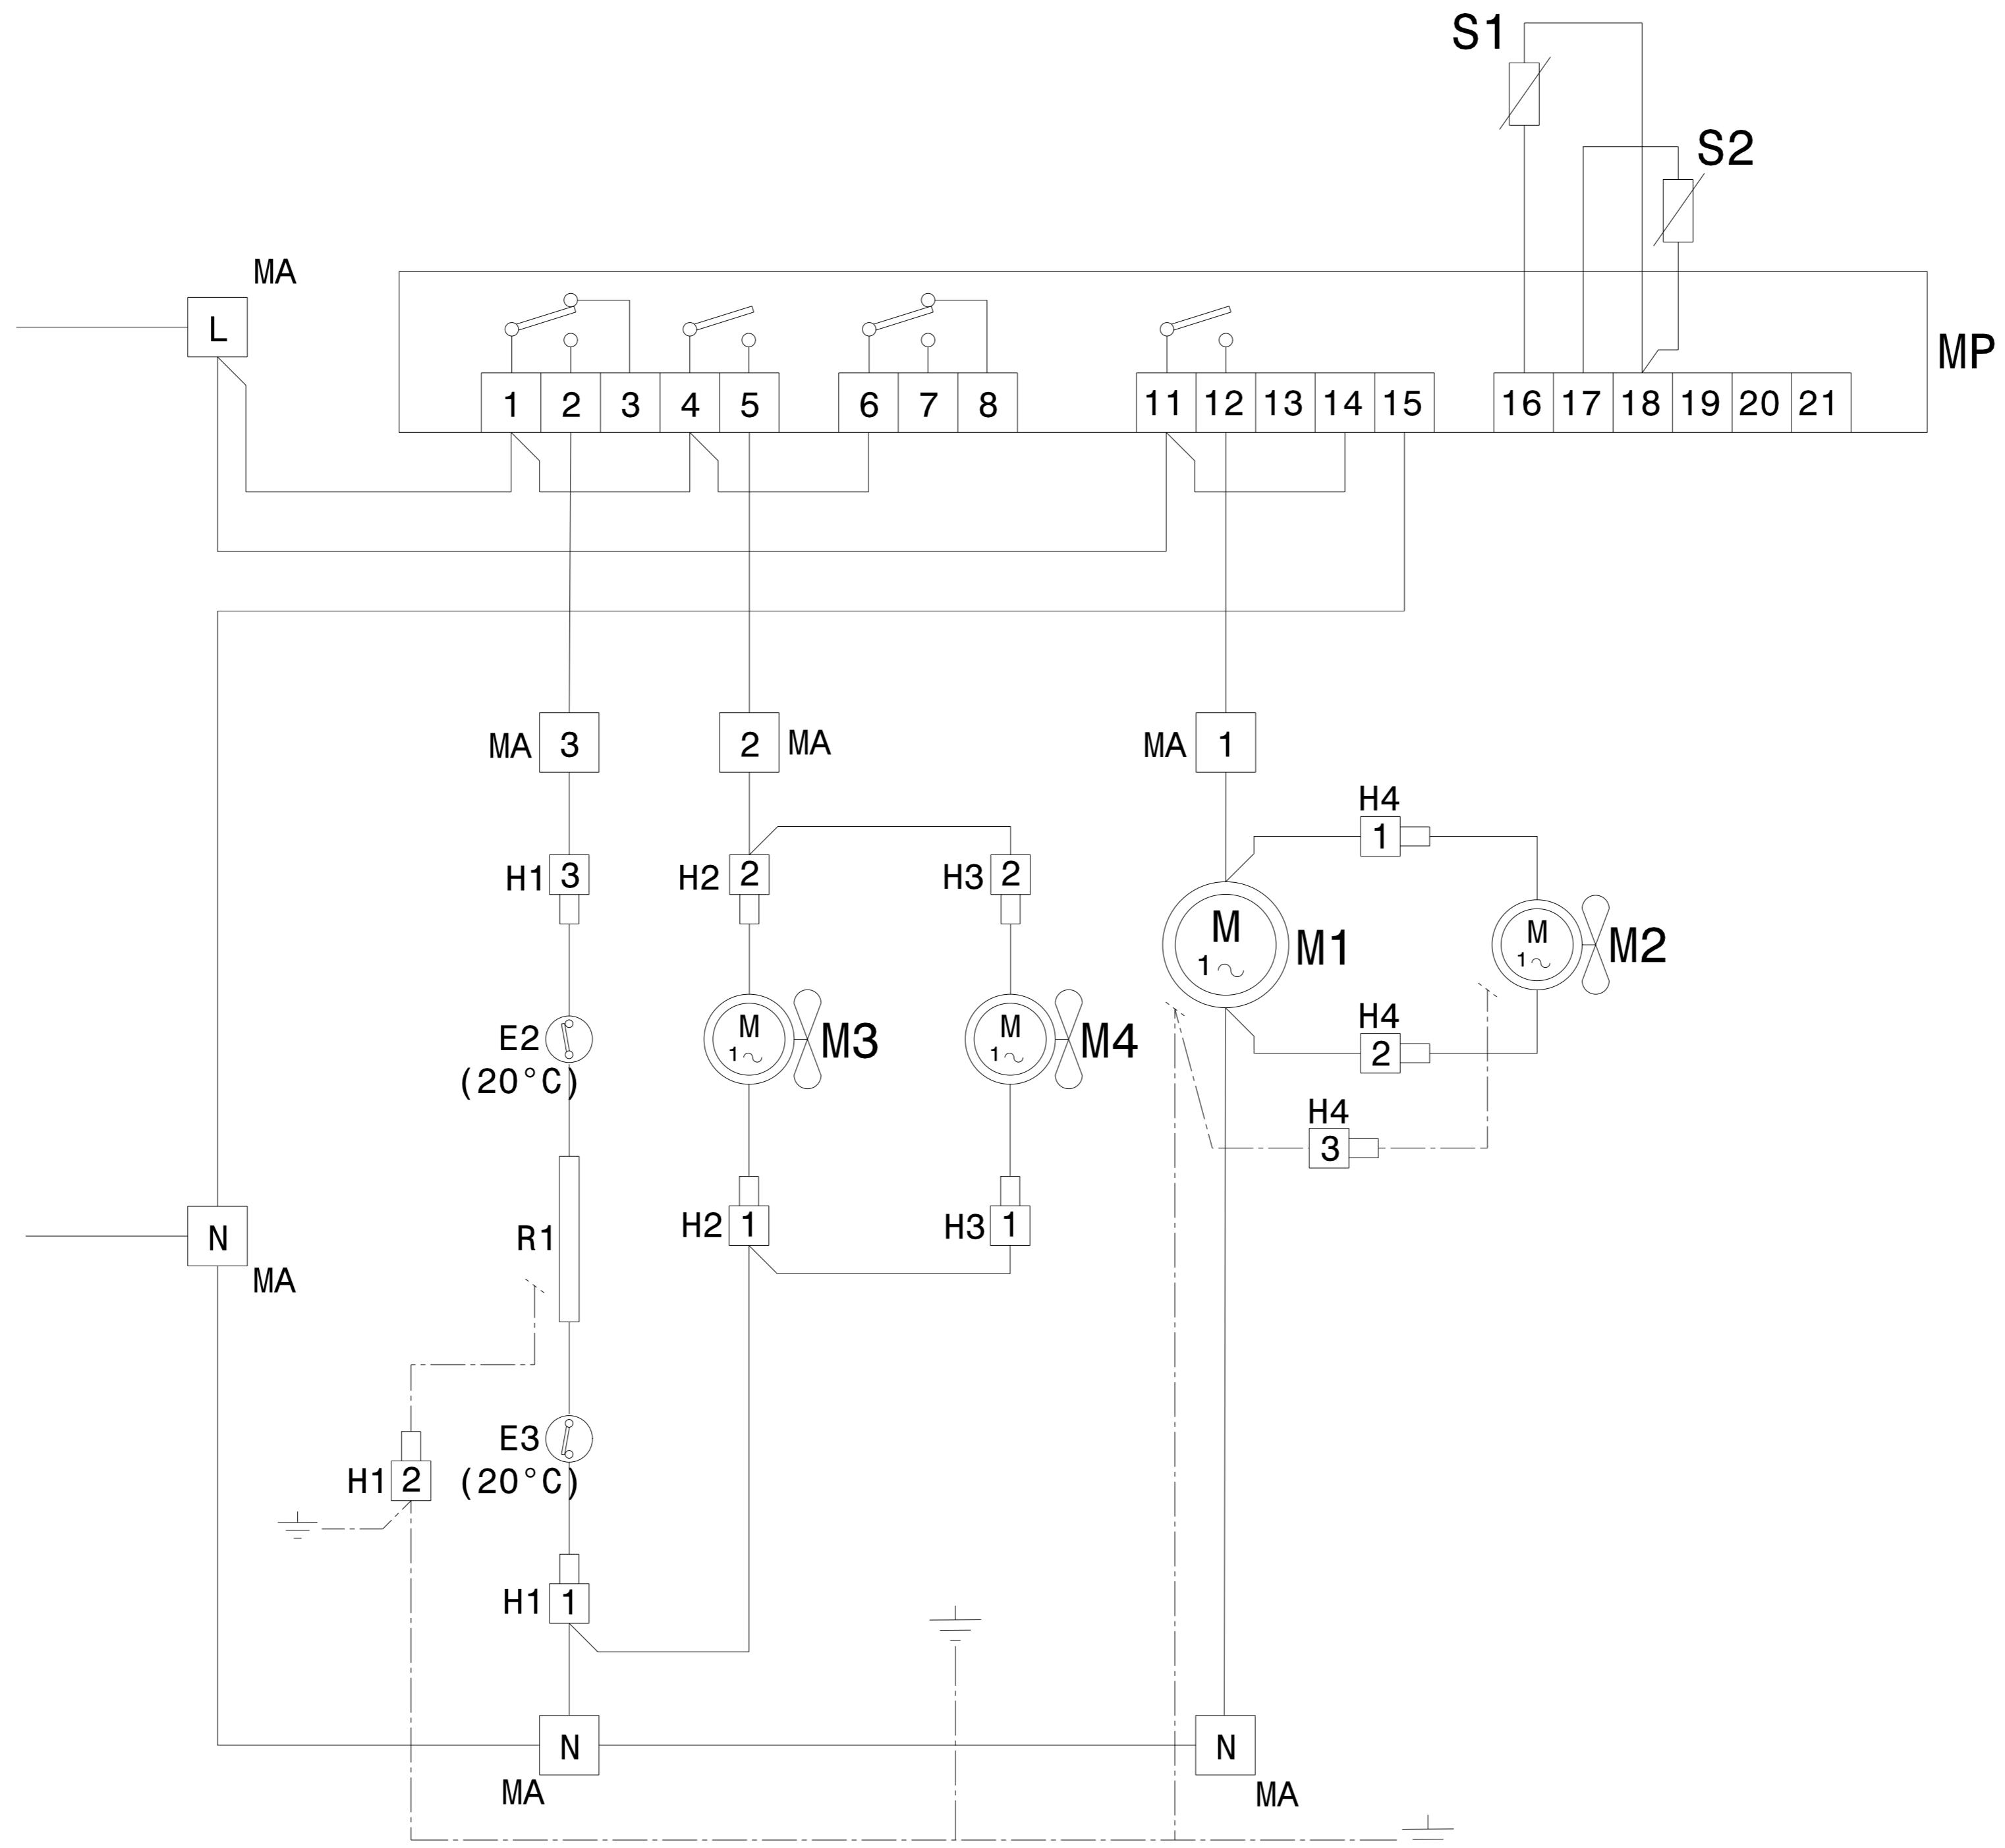 S1
S2
MA
L
MP
1 2 3 4 5 6 7 8 11 12 13 14 15 16 17 18 19 20 21
MA 3
2 MA
MA 1
H4
1
H1 3
H2 2
H3 2
M
1
M1
M
1
M2
H4
2
E2
(20°C)
M
1
M3
M
1
M4
H4
3
N
MA
R1
H2 1
H3 1
E3
(20°C)
H1 2
H1 1
N
MA
N
MA